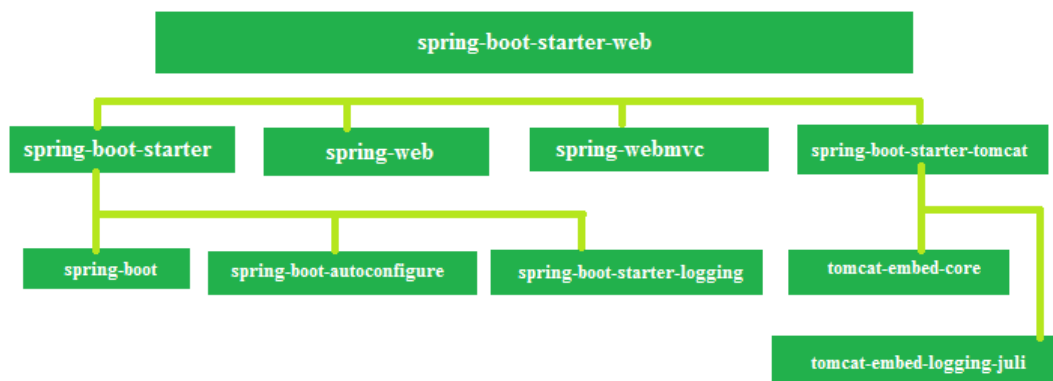 spring-boot-starter-web
spring-boot-starter
spring-web
spring-webmvc
spring-boot-starter-tomcat
spring-boot
spring-boot-autoconfigure
spring-boot-starter-logging
tomcat-embed-core
tomcat-embed-logging-juli